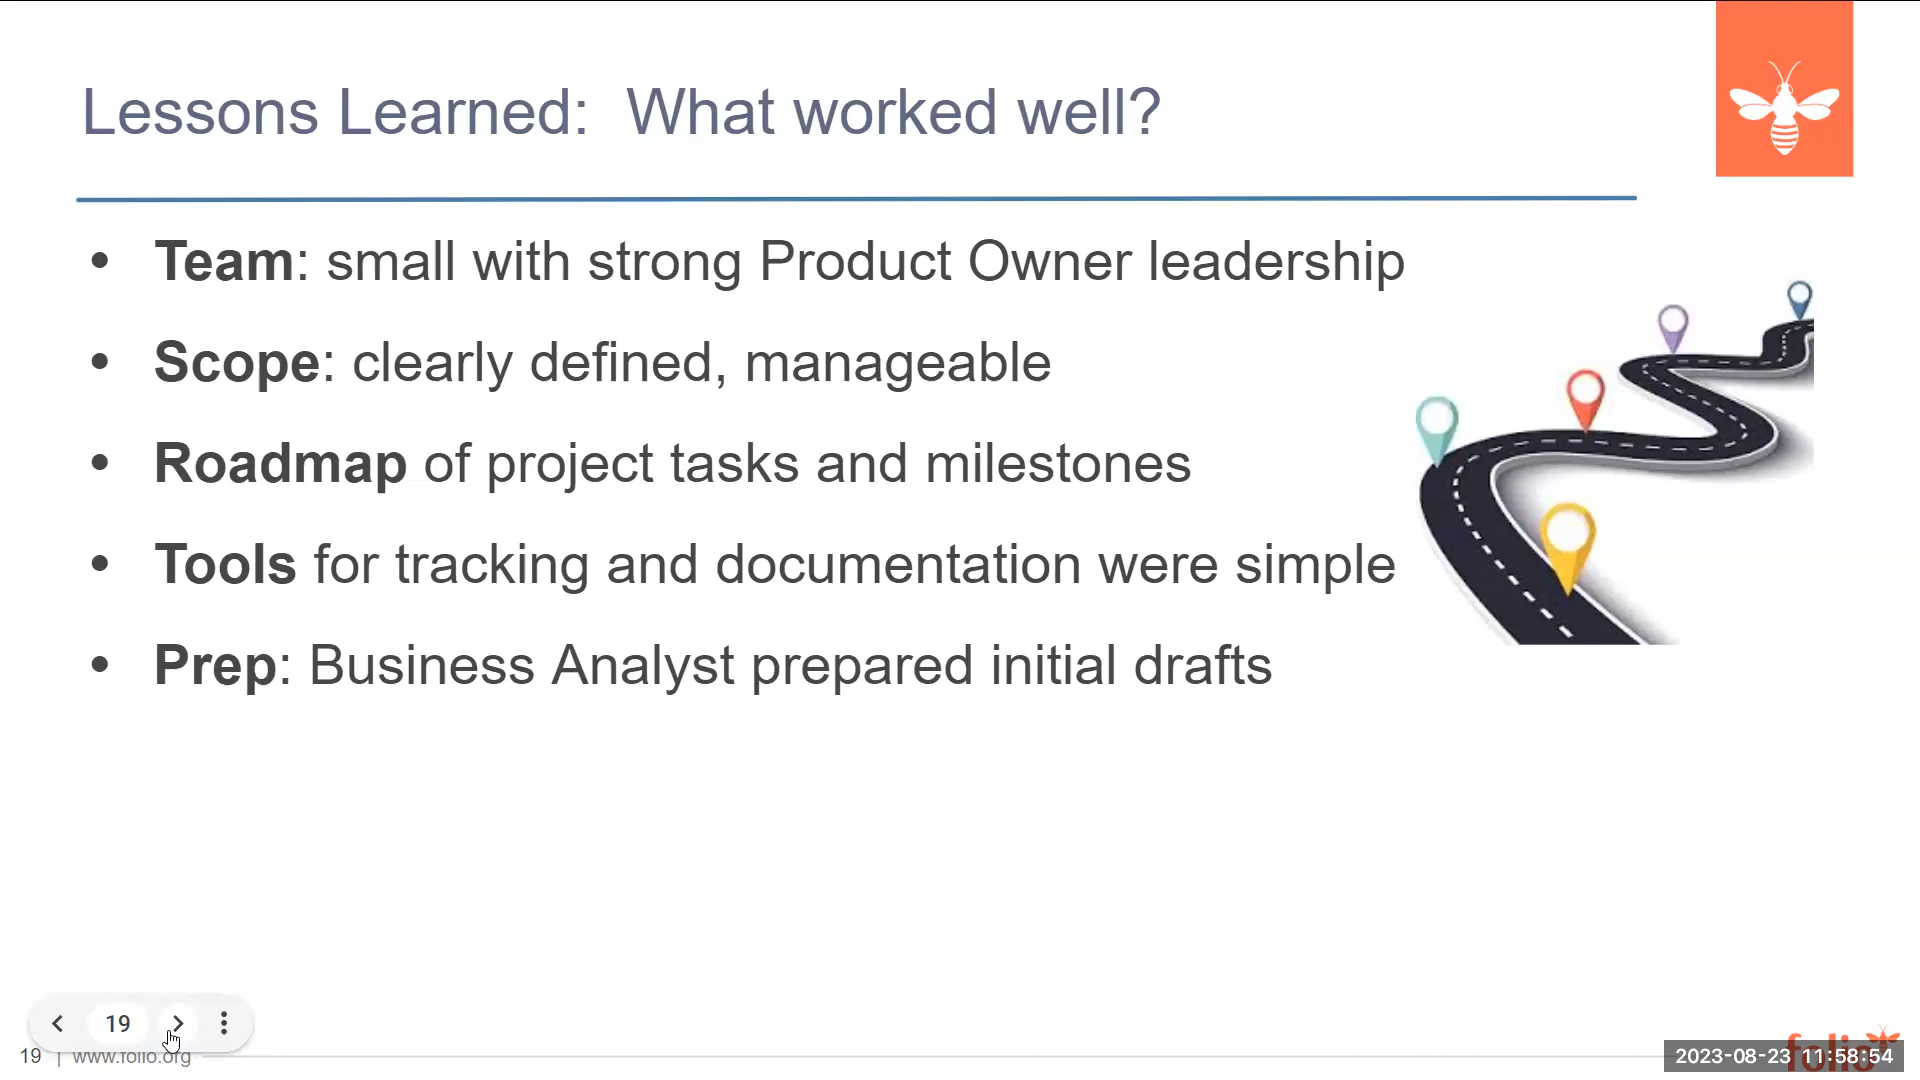 Lessons Learned: What worked well?
• Team: small with strong Product Owner leadership
• Scope: clearly defined, manageable
• Roadmap of project tasks and milestones
• Tools for tracking and documentation were simple
• Prep: Business Analyst prepared initial drafts
19
19 | www.folio.org
folio
2023-08-23 11:58:54